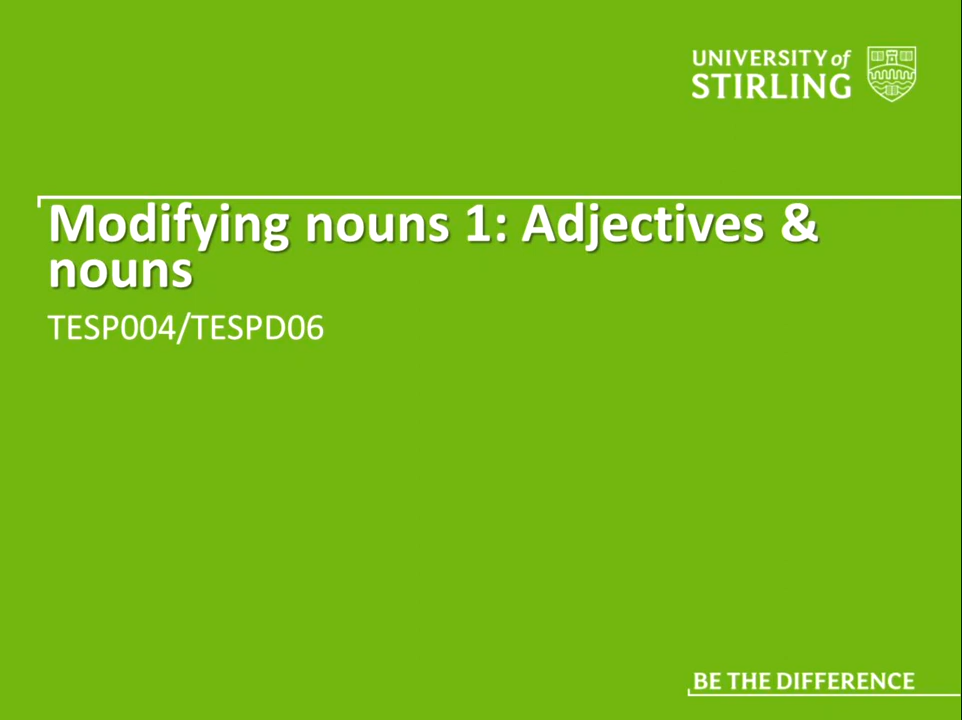 UNIVERSITY of
STIRLING
Modifying nouns 1: Adjectives &
nouns
TESP004/TESPD06
BE THE DIFFERENCE